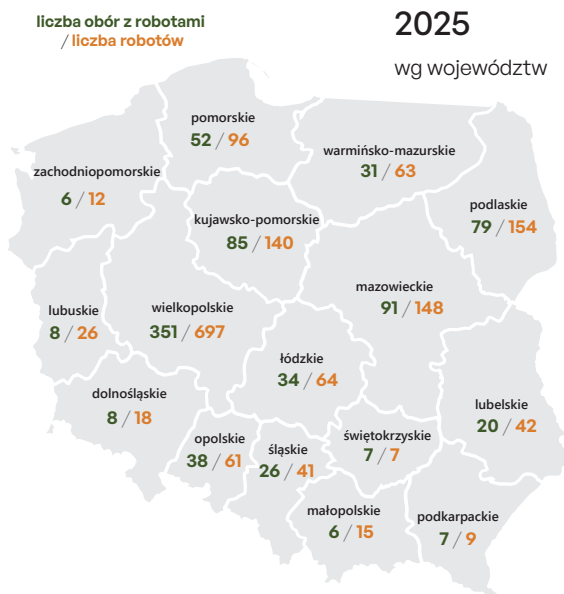 liczba obór z robotami
/ liczba robotów
2025
wg województw
pomorskie
52 / 96
warmińsko-mazurskie
31 / 63
zachodniopomorskie
6 / 12
podlaskie
79 / 154
kujawsko-pomorskie
85 / 140
mazowieckie
91 / 148
lubuskie
8 / 26
wielkopolskie
351 / 697
łódzkie
34 / 64
dolnośląskie
8 / 18
lubelskie
20 / 42
opolskie
38 / 61
śląskie
26 / 41
świętokrzyskie
7 / 7
małopolskie
6 / 15
podkarpackie
7 / 9